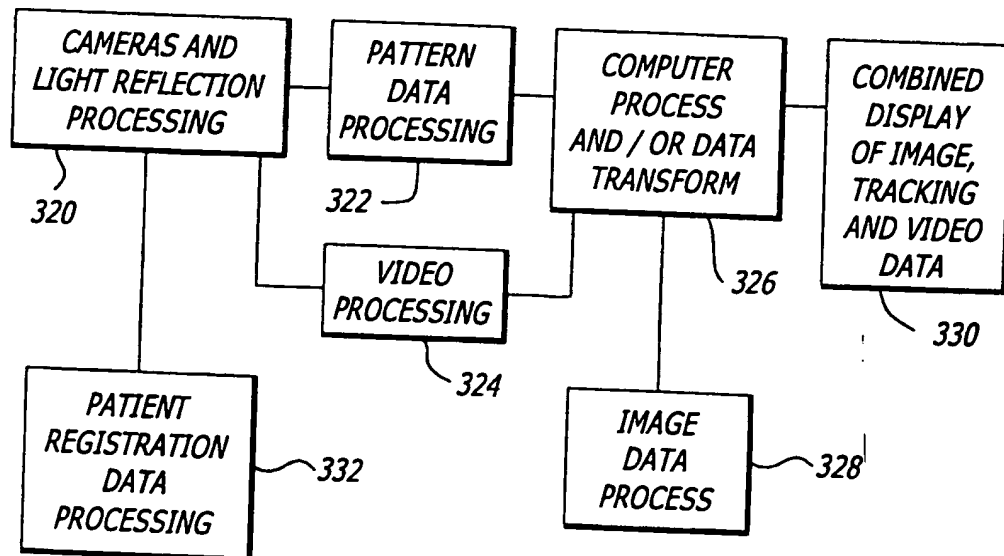 CAMERAS AND
LIGHT REFLECTION
PROCESSING
320
PATTERN
DATA
PROCESSING
322
VIDEO
PROCESSING
324
COMPUTER
PROCESS
AND / OR DATA
TRANSFORM
326
COMBINED
DISPLAY
OF IMAGE,
TRACKING
AND VIDEO
DATA
330
PATIENT
REGISTRATION
DATA
PROCESSING
332
IMAGE
DATA
PROCESS
328